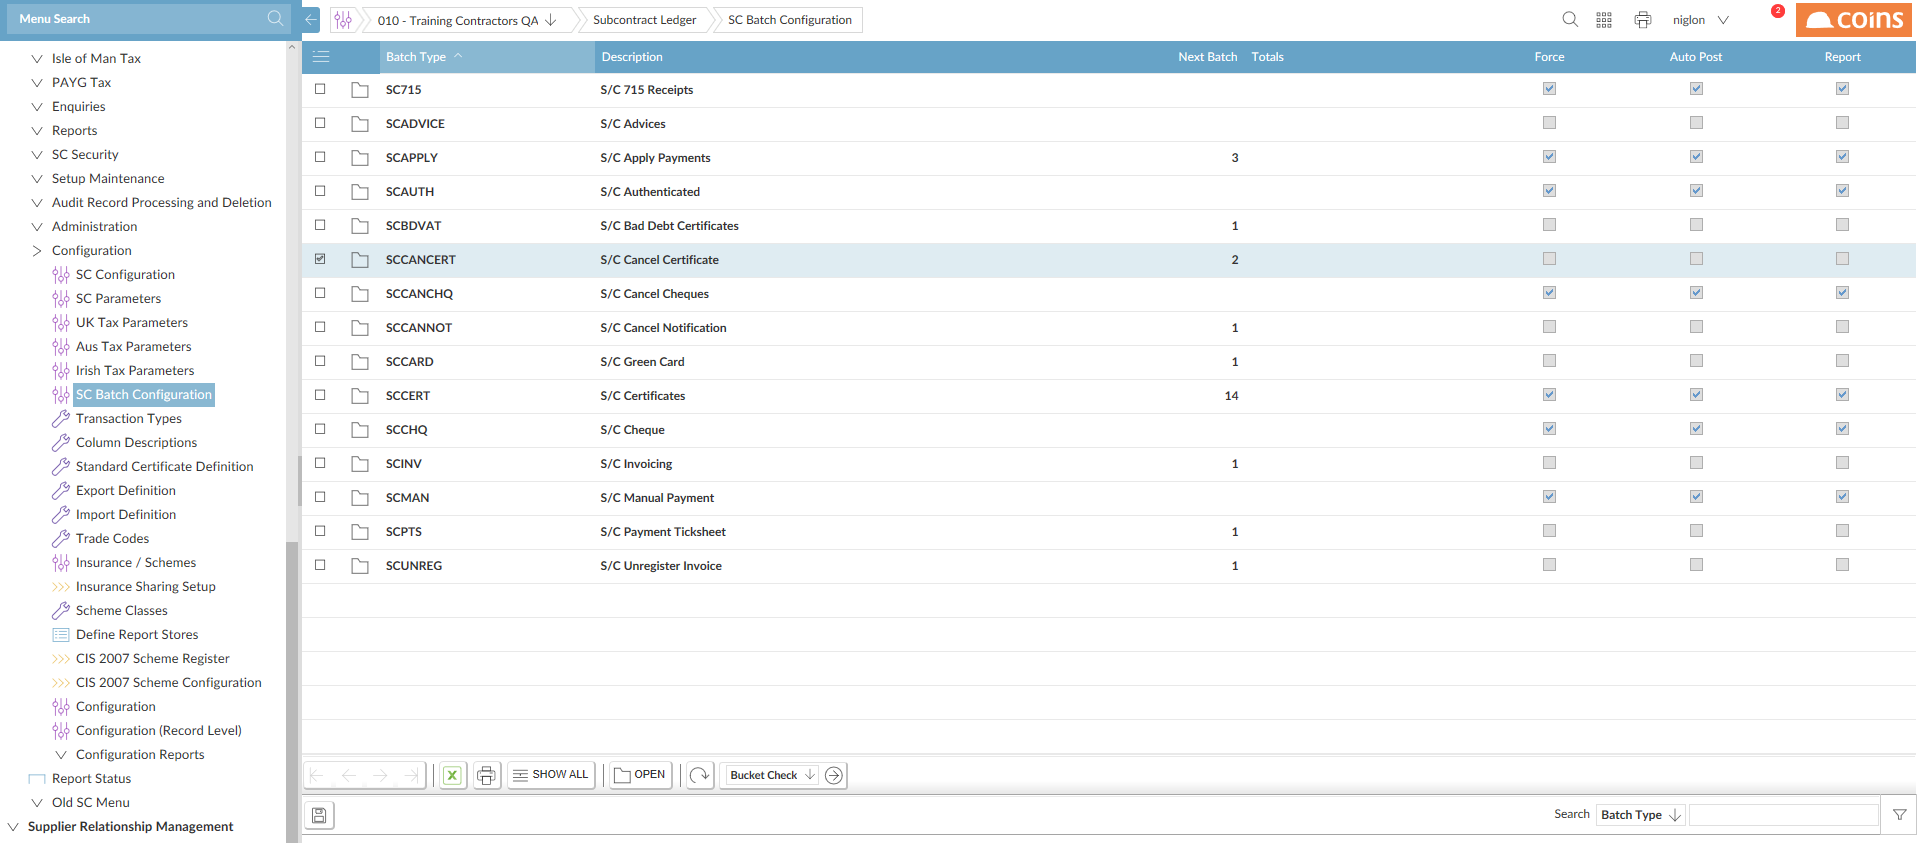 Menu Search
010 - Training Contractors QA
Subcontract Ledger
SC Batch Configuration
niglon
2
coins
Isle of Man Tax
PAYG Tax
Enquiries
Reports
SC Security
Setup Maintenance
Audit Record Processing and Deletion
Administration
Configuration
SC Configuration
SC Parameters
UK Tax Parameters
Aus Tax Parameters
Irish Tax Parameters
SC Batch Configuration
Transaction Types
Column Descriptions
Standard Certificate Definition
Export Definition
Import Definition
Trade Codes
Insurance / Schemes
Insurance Sharing Setup
Scheme Classes
Define Report Stores
CIS 2007 Scheme Register
CIS 2007 Scheme Configuration
Configuration
Configuration (Record Level)
Configuration Reports
Report Status
Old SC Menu
Supplier Relationship Management
Batch Type Description Next Batch Totals Force Auto Post Report
SC715 S/C 715 Receipts
SCADVICE S/C Advices
SCAPPLY S/C Apply Payments 3
SCAUTH S/C Authenticated
SCBDVAT S/C Bad Debt Certificates 1
SCCANCERT S/C Cancel Certificate 2
SCCANCHQ S/C Cancel Cheques
SCCANNOT S/C Cancel Notification 1
SCCARD S/C Green Card 1
SCCERT S/C Certificates 14
SCCHQ S/C Cheque
SCINV S/C Invoicing 1
SCMAN S/C Manual Payment
SCPTS S/C Payment Ticksheet 1
SCUNREG S/C Unregister Invoice 1
SHOW ALL OPEN Bucket Check
Search Batch Type